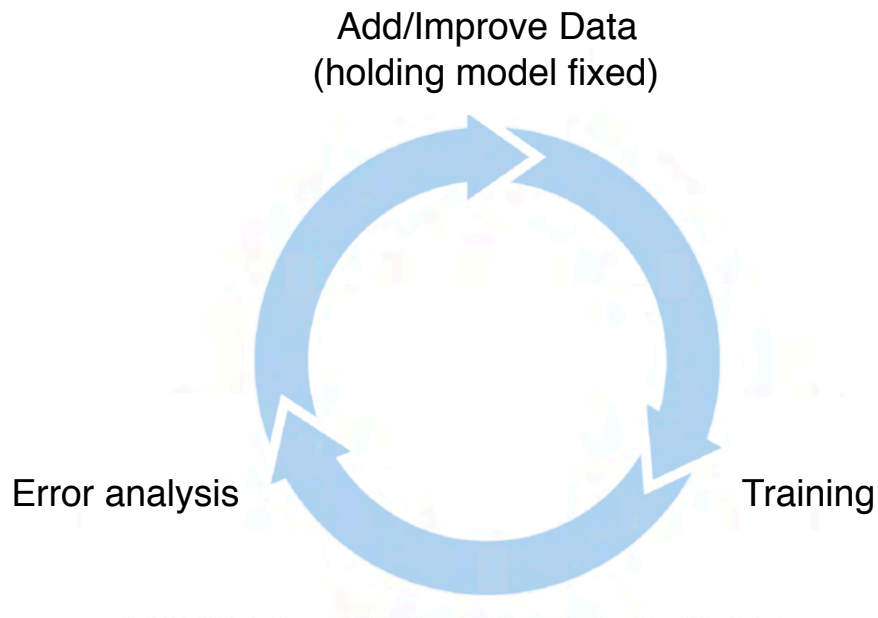 Add/Improve Data
(holding model fixed)
Error analysis
Training